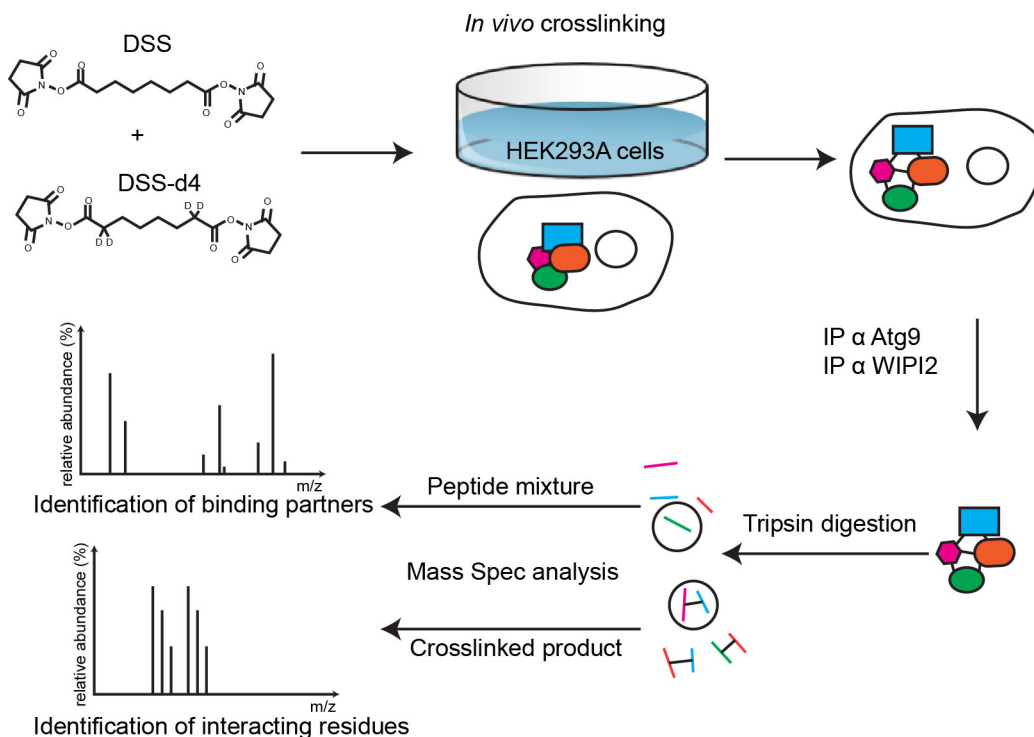 In vivo crosslinking
DSS
O
O
N
O
O
O
O
O
N
O
O
+
HEK293A cells
DSS-d4
O
O
N
O
O
D D
D D
O
O
N
O
O
IP α Atg9
IP α WIPI2
relative abundance (%)
m/z
Identification of binding partners
Peptide mixture
Tripsin digestion
Mass Spec analysis
relative abundance (%)
m/z
Crosslinked product
Identification of interacting residues